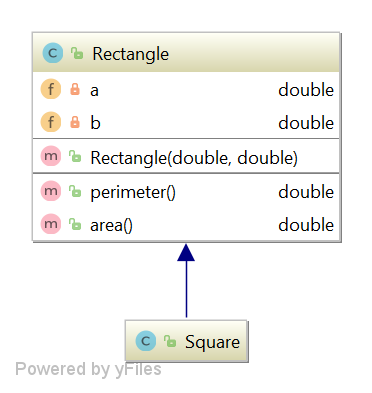 C Rectangle
f a double
f b double
m Rectangle(double, double)
m perimeter() double
m area() double
C Square
Powered by yFiles